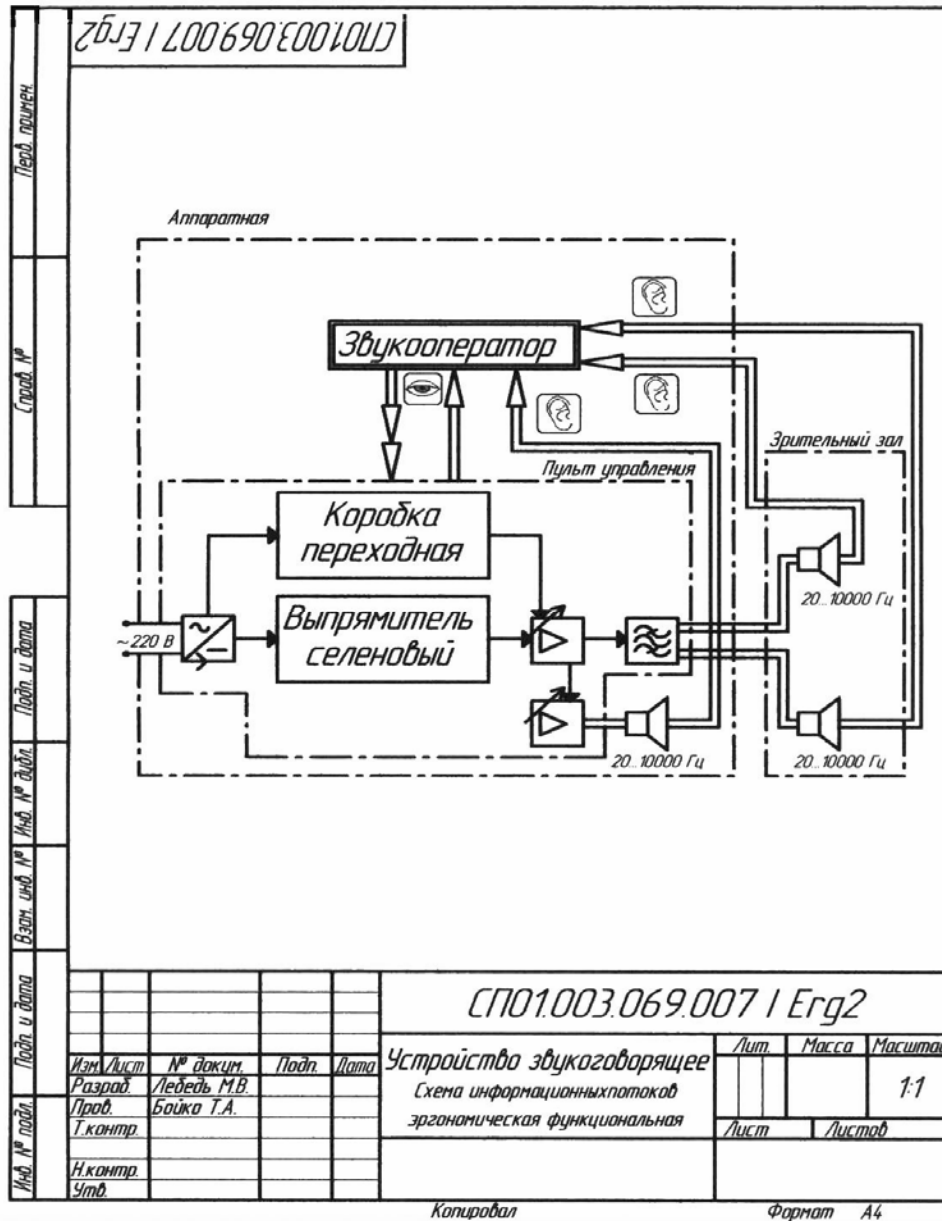 СП01.003.069.007 I Erg2
Перв. примен.
Справ. №
Подп. и дата
Инв. № дубл.
Взам. инв. №
Подп. и дата
Инв. № подл.
Аппаратная
Звукооператор
Зрительный зал
Пульт управления
Коробка
переходная
20...10000 Гц
~220 В
Выпрямитель
селеновый
20...10000 Гц
20...10000 Гц
СП01.003.069.007 I Erg2
Изм. Лист № докум. Подп. Дата
Разраб. Лебедь М.В.
Пров. Бойко Т.А.
Т.контр.
Н.контр.
Утв.
Устройство звукоговорящее
Схема информационныхпотоков
эргономическая функциональная
Лит. Масса Масштаб
1:1
Лист Листов
Копировал Формат А4